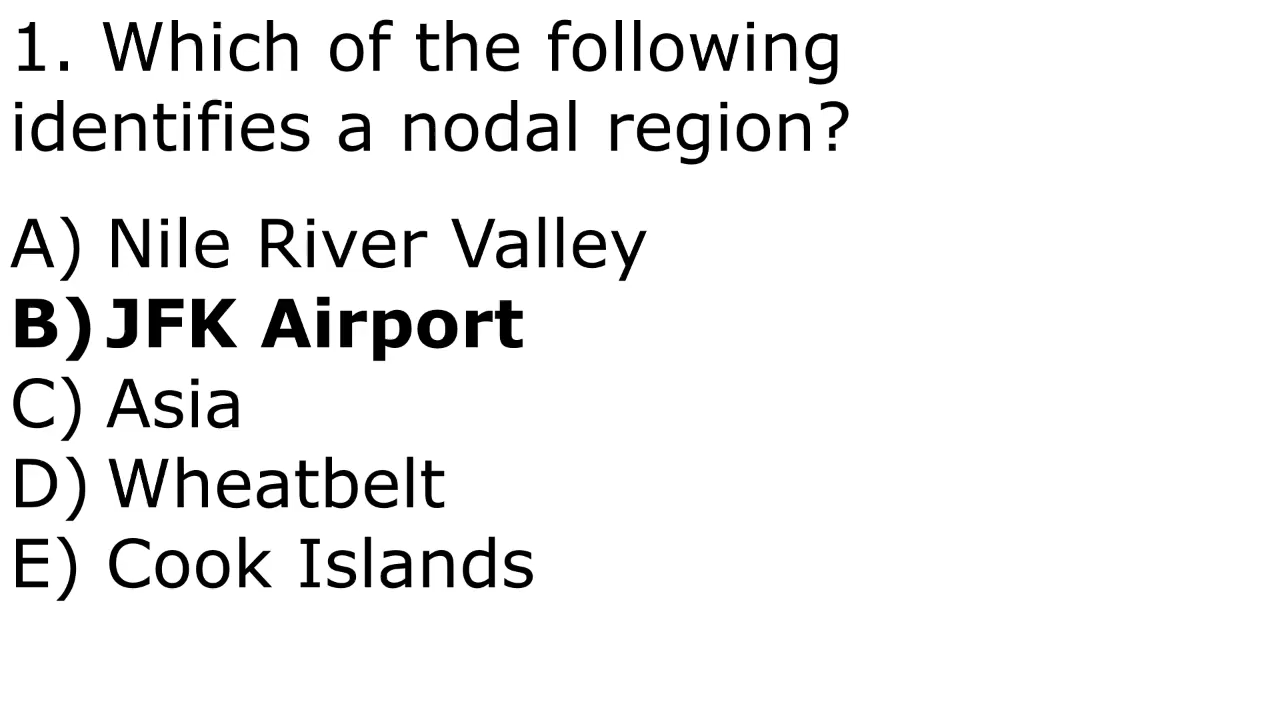 1. Which of the following
identifies a nodal region?
A) Nile River Valley
B) JFK Airport
C) Asia
D) Wheatbelt
E) Cook Islands